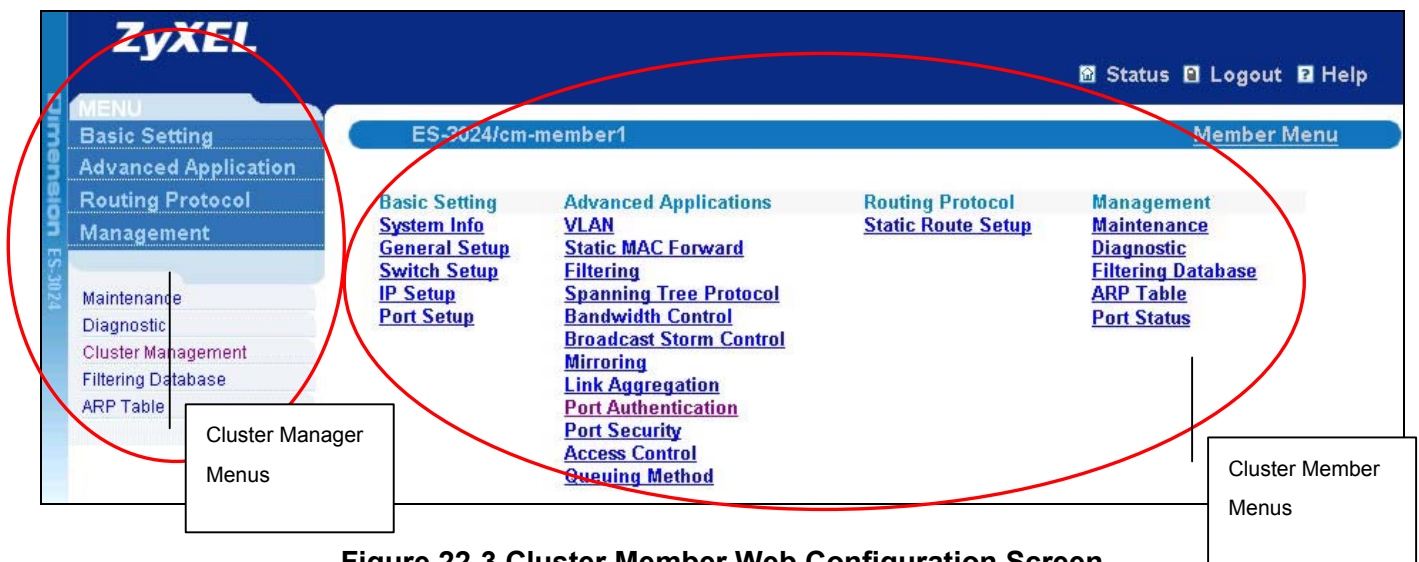 ZyXEL
Status Logout Help
Dimension ES-3024
MENU
Basic Setting
Advanced Application
Routing Protocol
Management
Maintenance
Diagnostic
Cluster Management
Filtering Database
ARP Table
Cluster Manager
Menus
ES-3024/cm-member1 Member Menu
Basic Setting
System Info
General Setup
Switch Setup
IP Setup
Port Setup
Advanced Applications
VLAN
Static MAC Forward
Filtering
Spanning Tree Protocol
Bandwidth Control
Broadcast Storm Control
Mirroring
Link Aggregation
Port Authentication
Port Security
Access Control
Queuing Method
Routing Protocol
Static Route Setup
Management
Maintenance
Diagnostic
Filtering Database
ARP Table
Port Status
Cluster Member
Menus
Figure 22-3 Cluster Member Web Configuration Screen